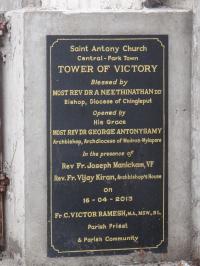 Saint Antony Church
Central-Park Town
TOWER OF VICTORY
Blessed by
MOST REV DR A NEETHINATHAN DD
Bishop, Diocese of Chingleput
Opened by
His Grace
MOST REV DR GEORGE ANTONYSAMY
Archbishop, Archdiocese of Madras-Mylapore
In the presence of
Rev Fr. Joseph Manickam, VF
Rev. Fr. Vijay Kiran, Archbishop's House
on
16 - 04 - 2013
Fr C. VICTOR RAMESH, MA., MSW., BL.
Parish Priest
& Parish Community